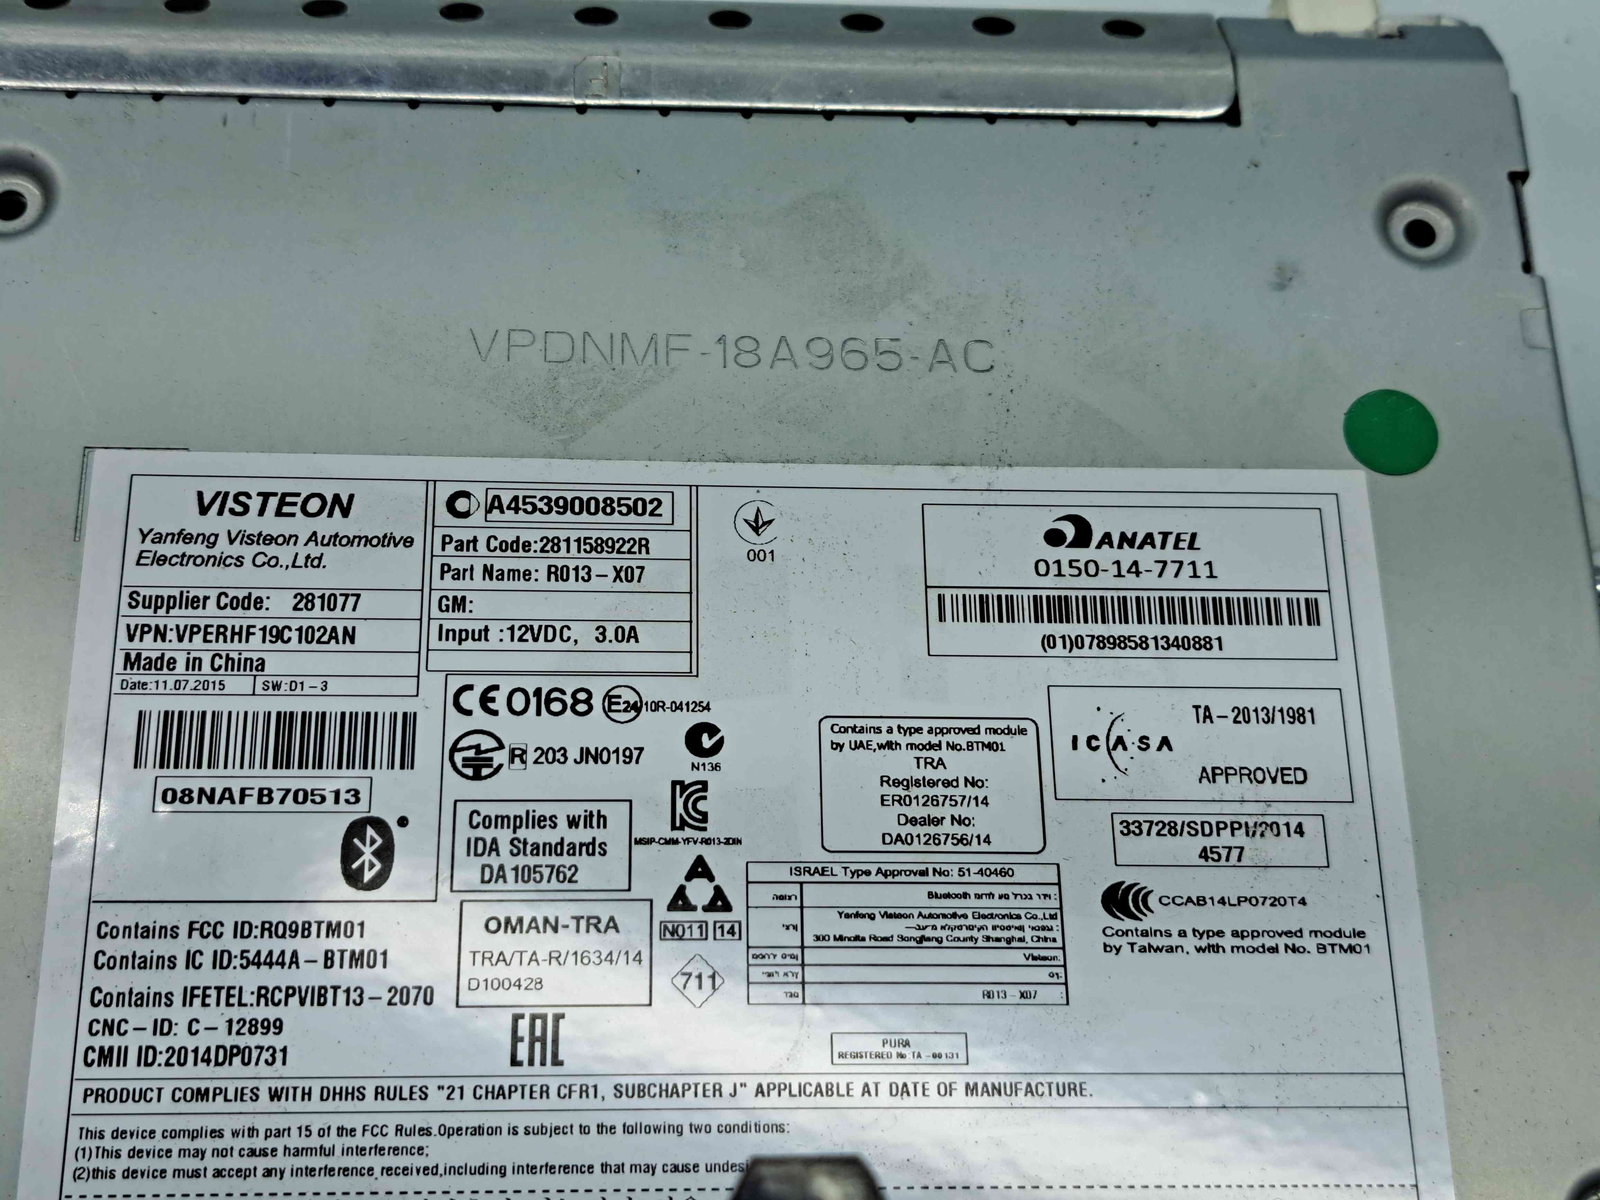 VPDNMF-18A965-AC
VISTEON
Yanfeng Visteon Automotive
Electronics Co.,Ltd.
Supplier Code: 281077
VPN:VPERHF19C102AN
Made in China
Date:11.07.2015 SW:D1-3
08NAFB70513
A4539008502
Part Code:281158922R
Part Name: R013-X07
GM:
Input :12VDC, 3.0A
001
ANATEL
0150-14-7711
(01)07898581340881
CE0168 E24 10R-041254
R 203 JN0197
N136
MSIP-CMM-YFV-R013-2DIN
Complies with
IDA Standards
DA105762
Contains a type approved module
by UAE,with model No.BTM01
TRA
Registered No:
ER0126757/14
Dealer No:
DA0126756/14
ICASA
TA-2013/1981
APPROVED
33728/SDPPI/2014
4577
CCAB14LP0720T4
Contains a type approved module
by Taiwan, with model No. BTM01
ISRAEL Type Approval No: 51-40460
Bluetooth
Yanfeng Visteon Automotive Electronics Co.,Ltd
300 Minolta Road Songjiang County Shanghai, China
Visteon:
R013-X07
OMAN-TRA
TRA/TA-R/1634/14
D100428
N011 14
711
EAC
PURA
REGISTERED No TA -00131
Contains FCC ID:RQ9BTM01
Contains IC ID:5444A-BTM01
Contains IFETEL:RCPVIBT13-2070
CNC-ID: C-12899
CMII ID:2014DP0731
PRODUCT COMPLIES WITH DHHS RULES "21 CHAPTER CFR1, SUBCHAPTER J" APPLICABLE AT DATE OF MANUFACTURE.
This device complies with part 15 of the FCC Rules.Operation is subject to the following two conditions:
(1)This device may not cause harmful interference;
(2)this device must accept any interference received,including interference that may cause